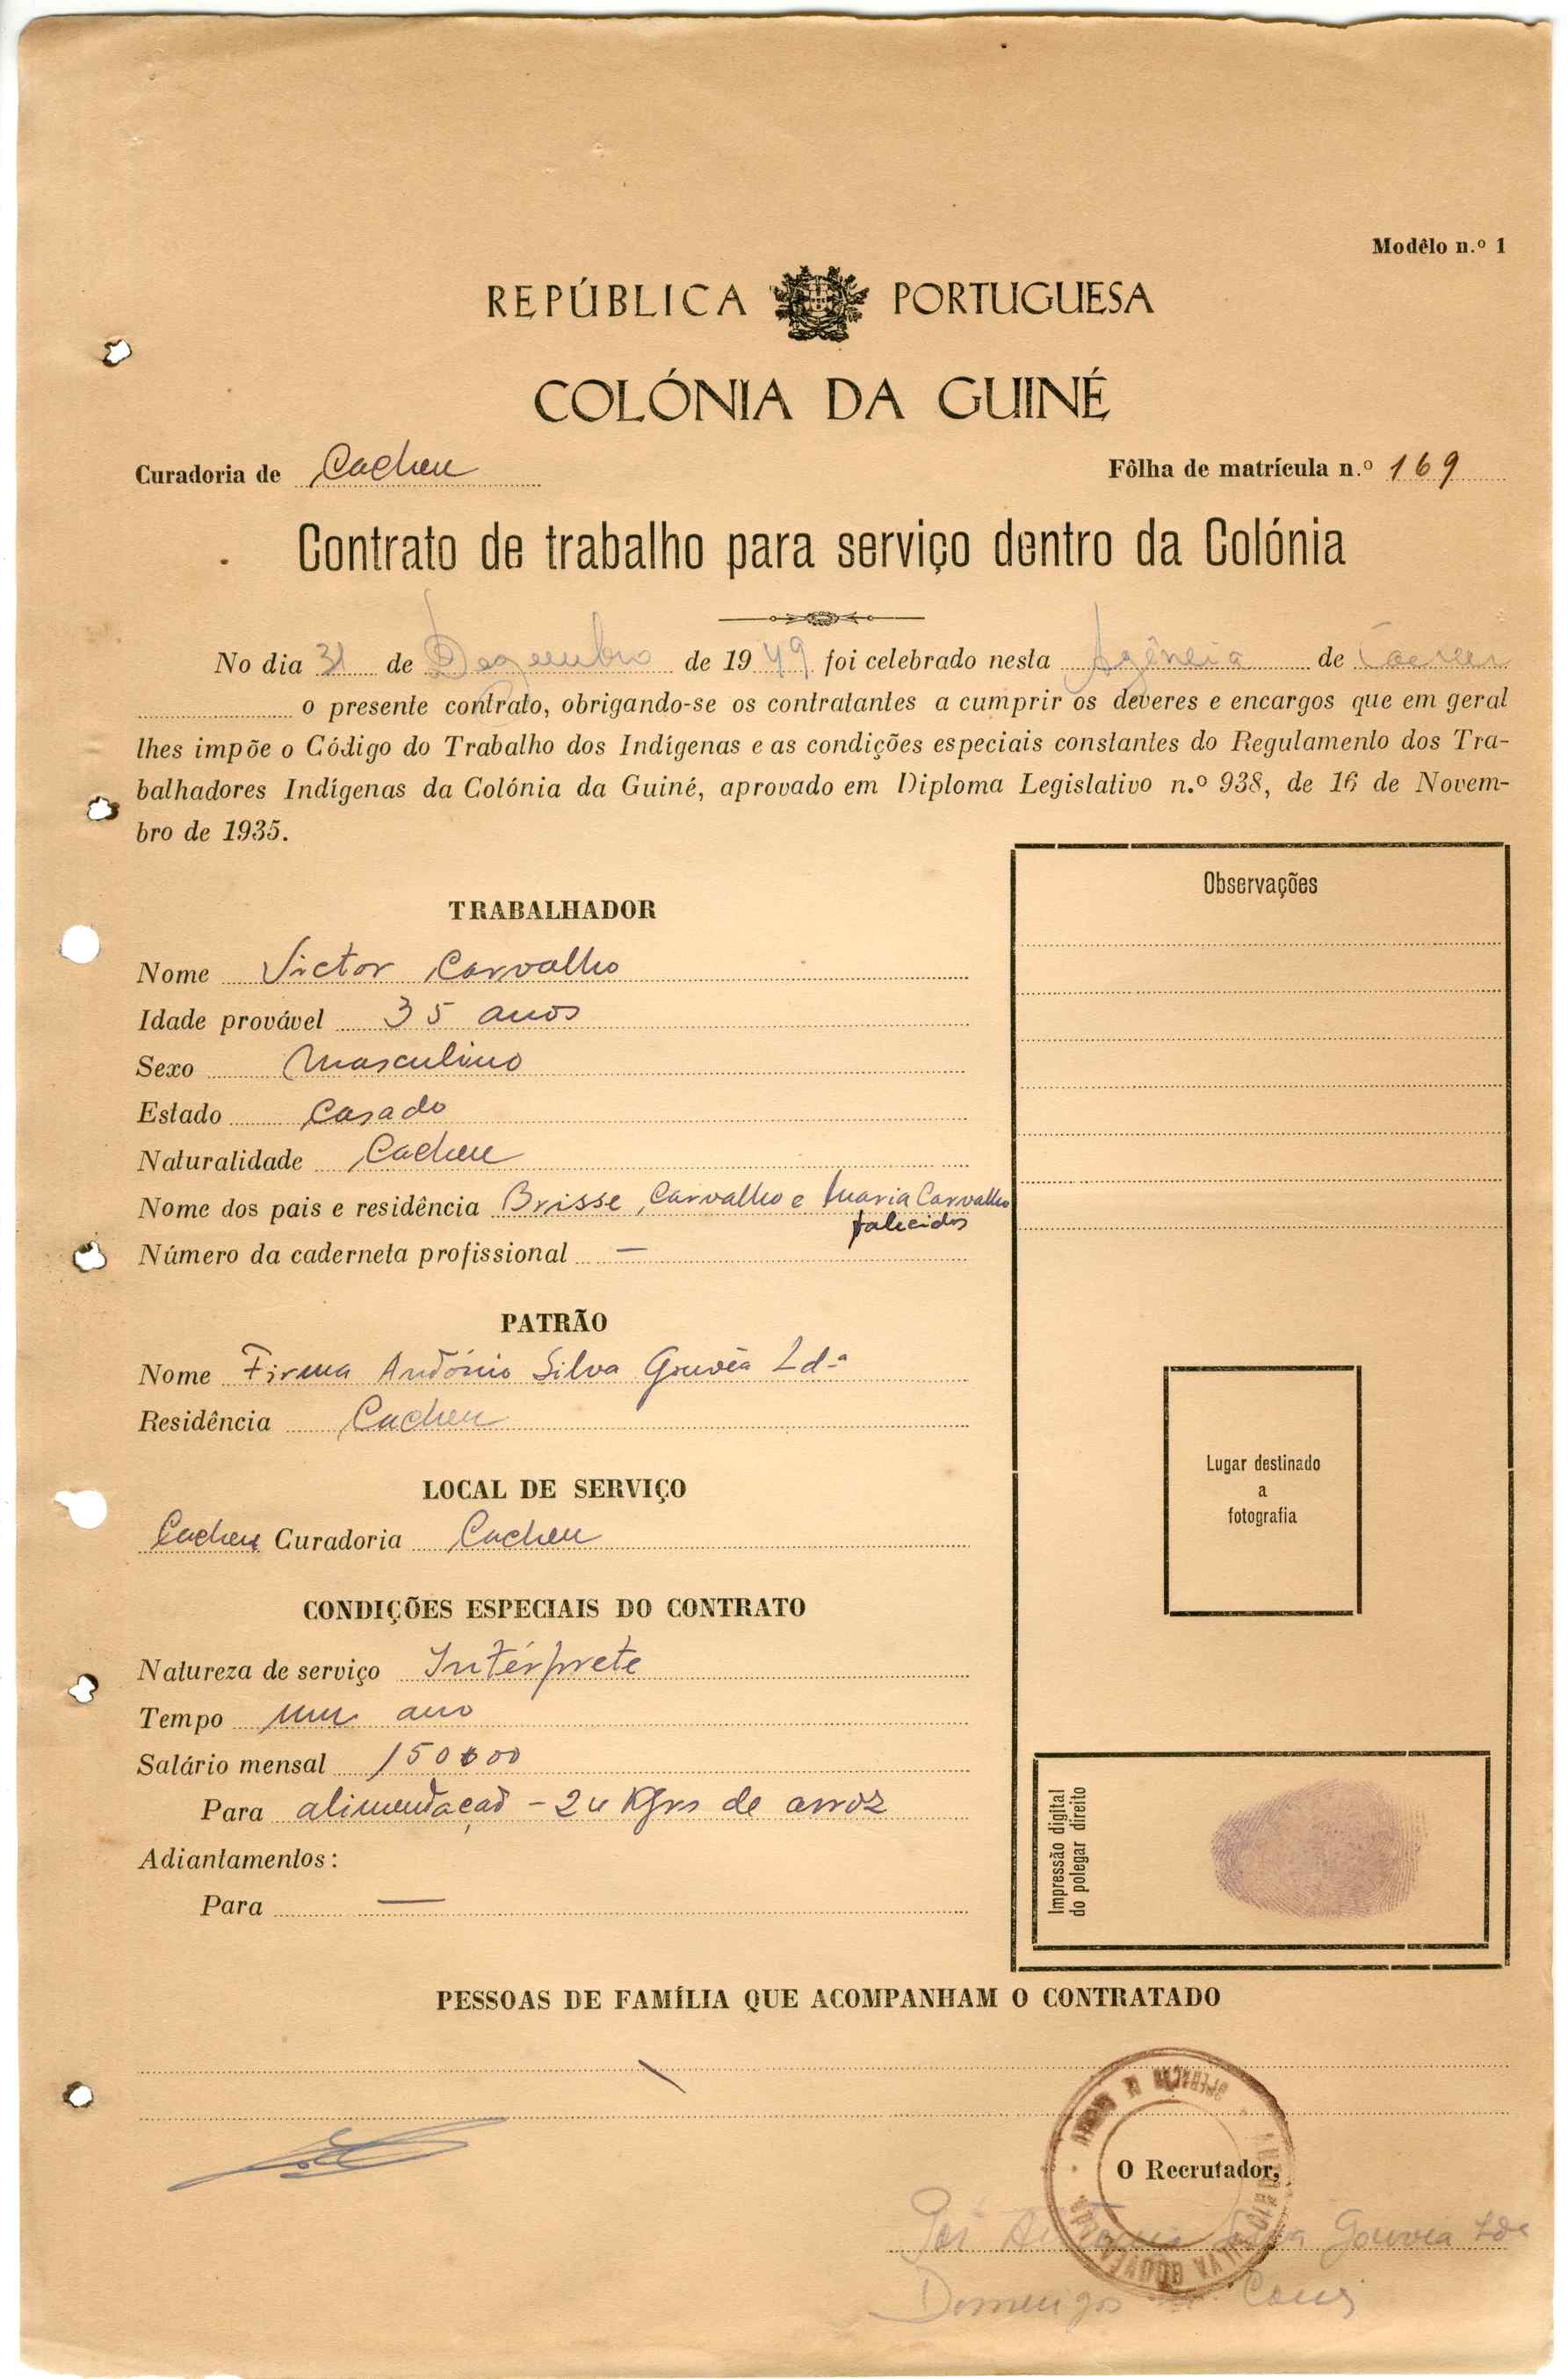 Modêlo n.º 1
REPÚBLICA PORTUGUESA
COLÓNIA DA GUINÉ
Curadoria de Cacheu Fôlha de matrícula n.º 169
Contrato de trabalho para serviço dentro da Colónia
No dia 31 de Dezembro de 1949 foi celebrado nesta Agência de
o presente contrato, obrigando-se os contratantes a cumprir os deveres e encargos que em geral
lhes impõe o Código do Trabalho dos Indígenas e as condições especiais constantes do Regulamento dos Tra-
balhadores Indígenas da Colónia da Guiné, aprovado em Diploma Legislativo n.º 938, de 16 de Novem-
bro de 1935.
Observações
TRABALHADOR
Nome Victor Carvalho
Idade provável 35 anos
Sexo Masculino
Estado Casado
Naturalidade Cacheu
Nome dos pais e residência Brisse Carvalho e Maria Carvalho
falecidos
Número da caderneta profissional —
PATRÃO
Nome Firma António Silva Gouvêa Ld.ª
Residência Cacheu
LOCAL DE SERVIÇO
Cacheu Curadoria Cacheu
Lugar destinado
a
fotografia
CONDIÇÕES ESPECIAIS DO CONTRATO
Natureza de serviço Intérprete
Tempo um ano
Salário mensal 150$00
Para alimentação - 24 Kgrs de arroz
Adiantamentos:
Para —
Impressão digital
do polegar direito
PESSOAS DE FAMÍLIA QUE ACOMPANHAM O CONTRATADO
O Recrutador,
ANTÓNIO SILVA GOUVEA
António Silva Gouvea Lda
Domingos